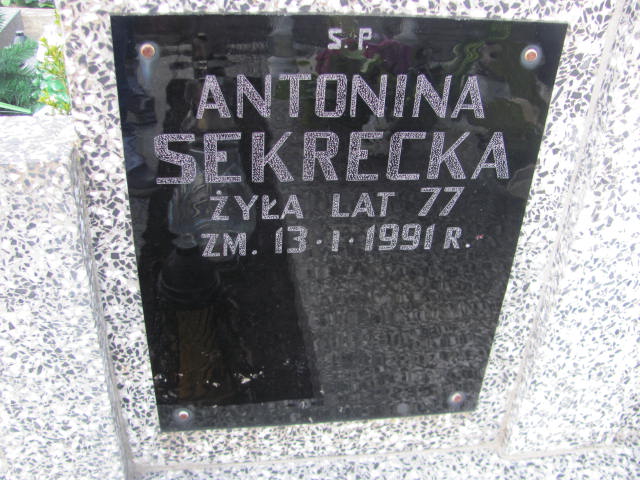 Ś.P.
ANTONINA
SEKRECKA
ŻYŁA LAT 77
ZM. 13·1·1991 R.